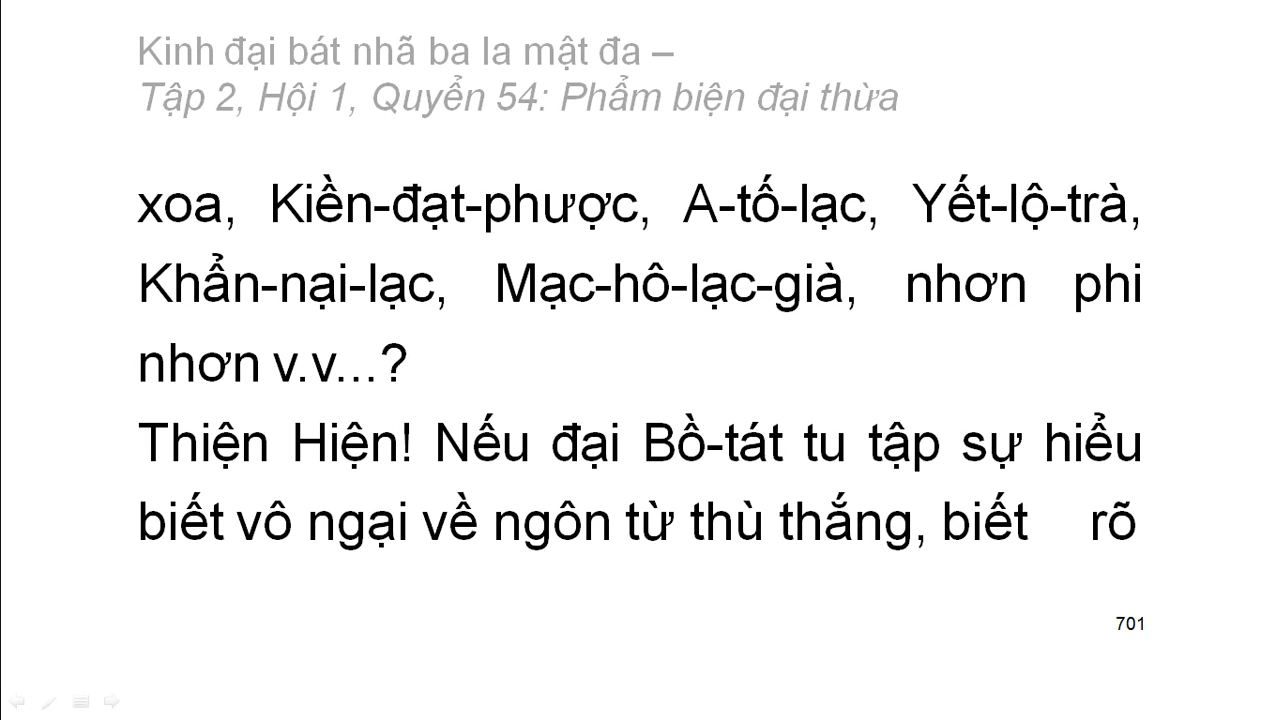 Kinh đại bát nhã ba la mật đa –
Tập 2, Hội 1, Quyển 54: Phẩm biện đại thừa
xoa, Kiền-đạt-phược, A-tố-lạc, Yết-lộ-trà,
Khẩn-nại-lạc, Mạc-hô-lạc-già, nhơn phi
nhơn v.v...?
Thiện Hiện! Nếu đại Bồ-tát tu tập sự hiểu
biết vô ngại về ngôn từ thù thắng, biết rõ
701